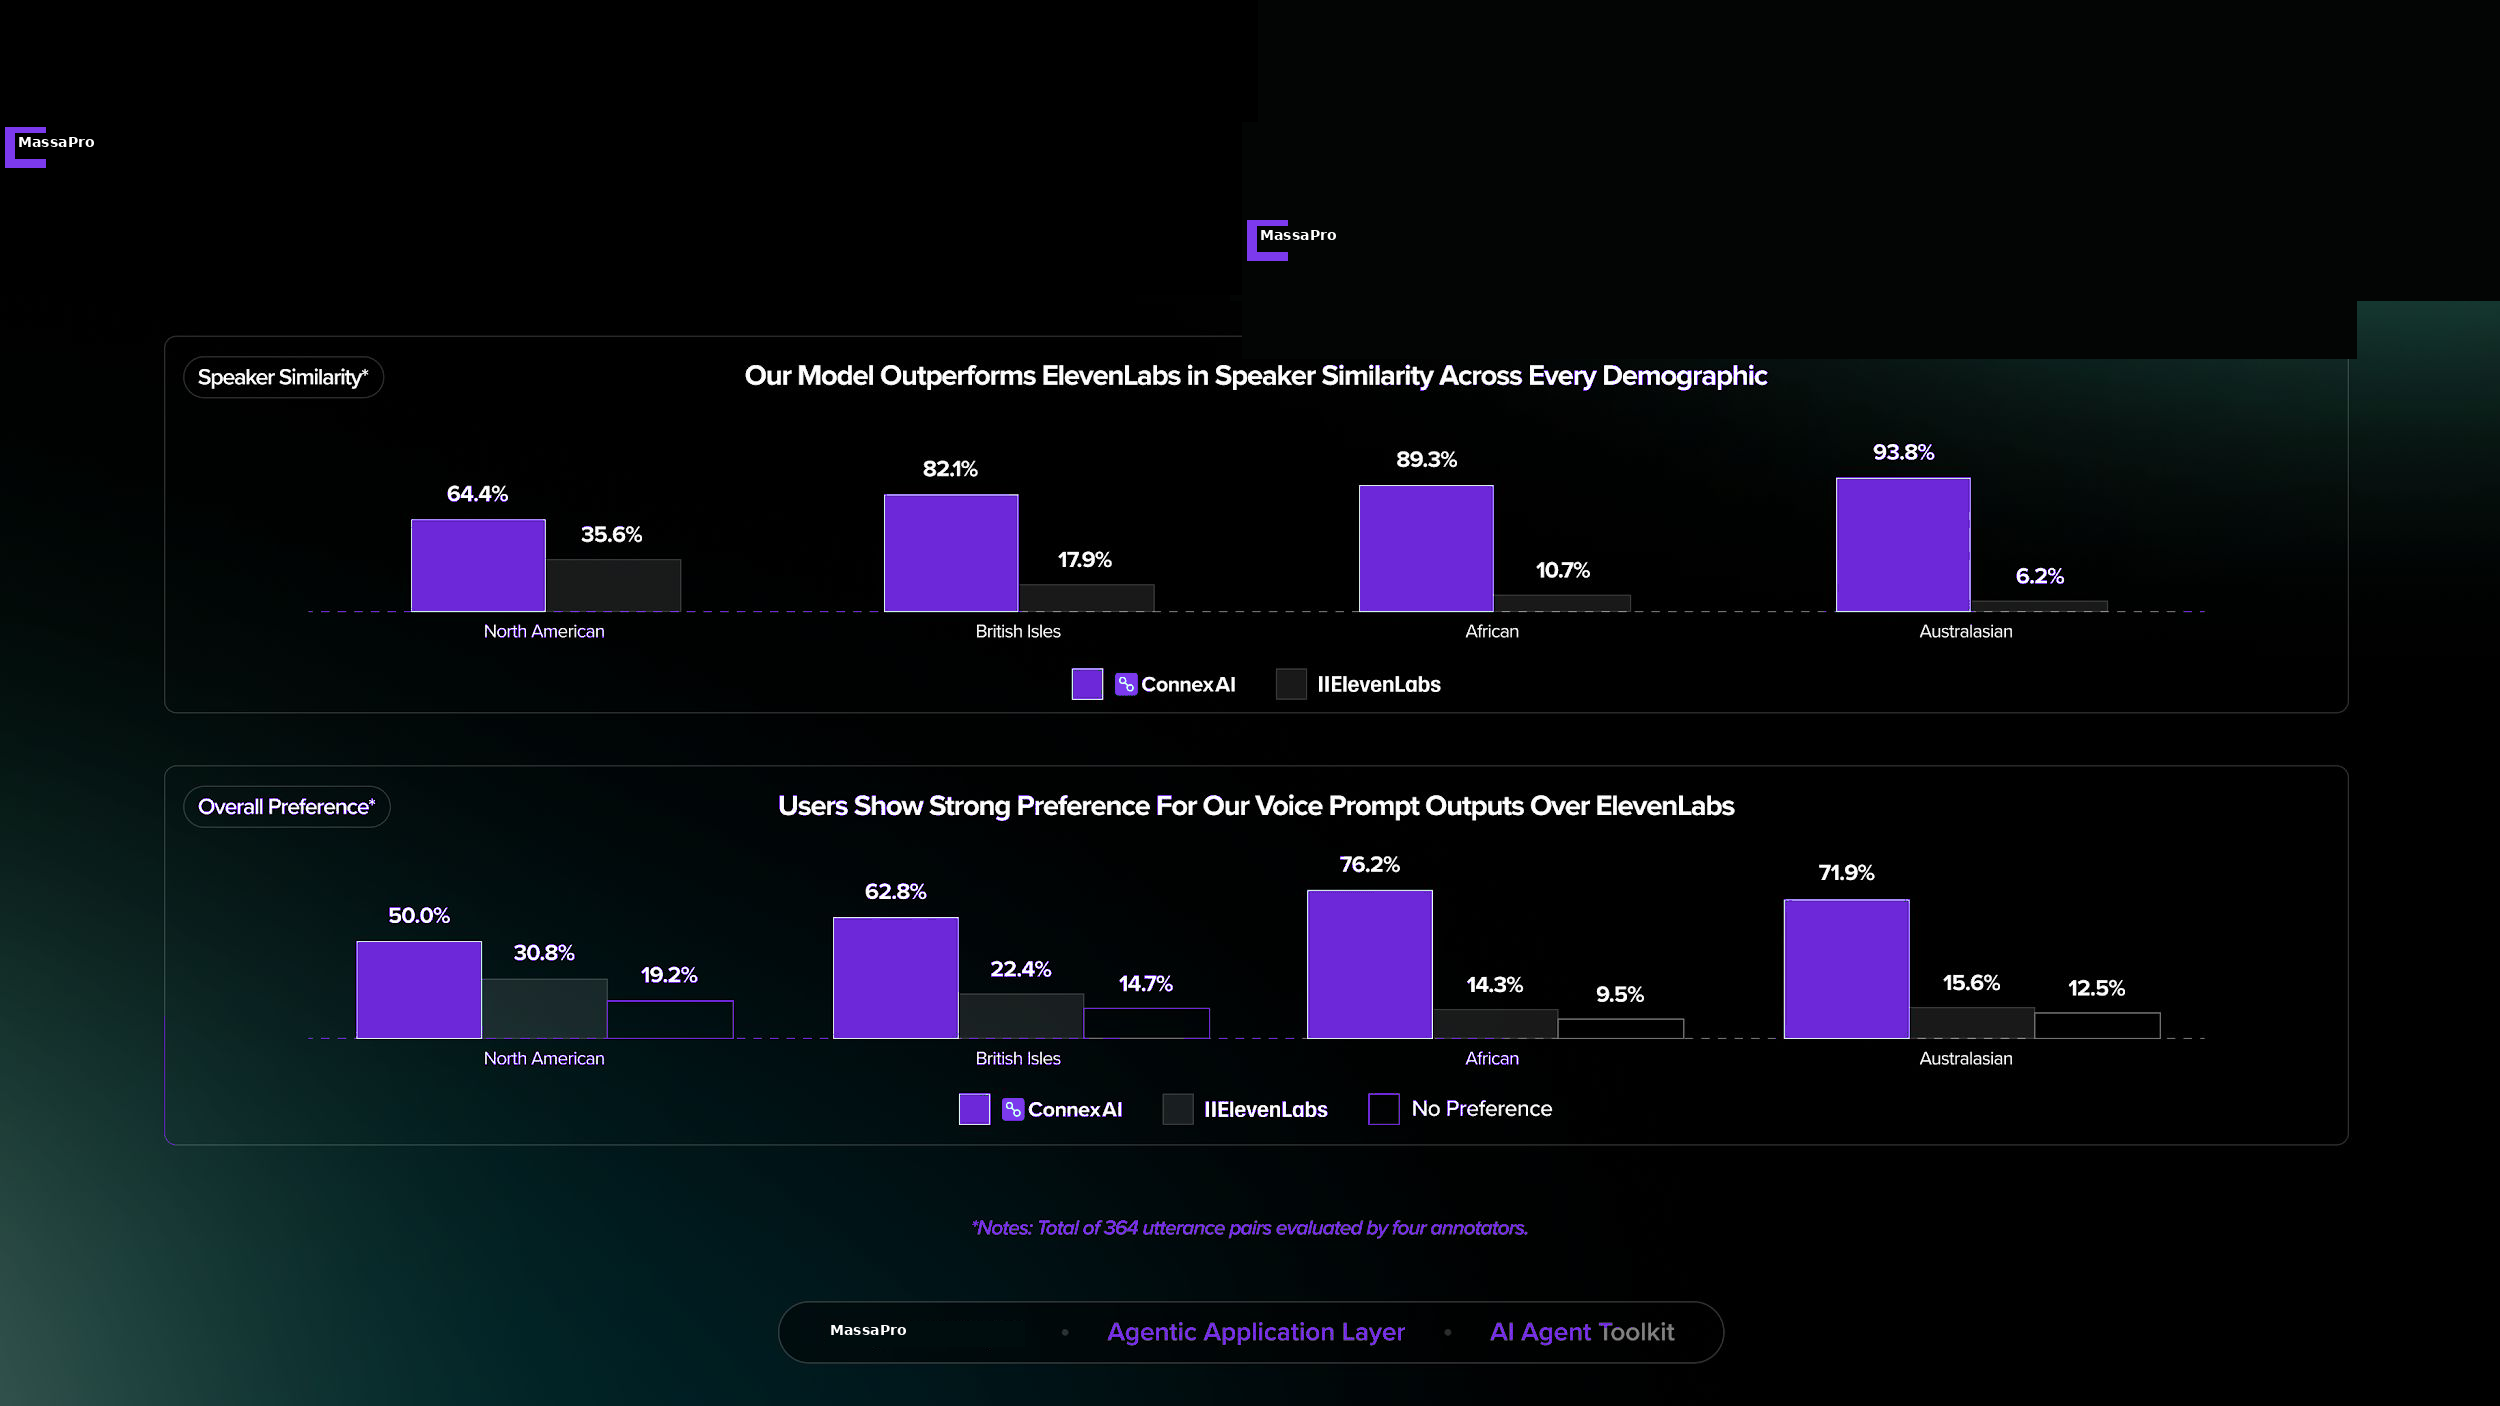 MassaPro
MassaPro
Speaker Similarity*
Our Model Outperforms ElevenLabs in Speaker Similarity Across Every Demographic
64.4%
35.6%
82.1%
17.9%
89.3%
10.7%
93.8%
6.2%
North American
British Isles
African
Australasian
ConnexAI
IIElevenLabs
Overall Preference*
Users Show Strong Preference For Our Voice Prompt Outputs Over ElevenLabs
50.0%
30.8%
19.2%
62.8%
22.4%
14.7%
76.2%
14.3%
9.5%
71.9%
15.6%
12.5%
North American
British Isles
African
Australasian
ConnexAI
IIElevenLabs
No Preference
*Notes: Total of 364 utterance pairs evaluated by four annotators.
MassaPro • Agentic Application Layer • AI Agent Toolkit